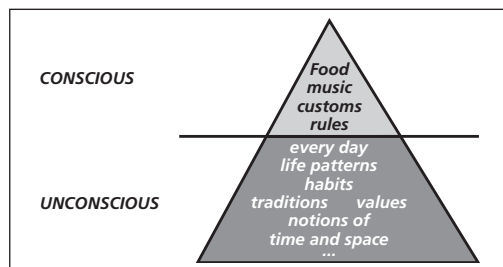 CONSCIOUS
Food
music
customs
rules
UNCONSCIOUS
every day
life patterns
habits
traditions values
notions of
time and space
...